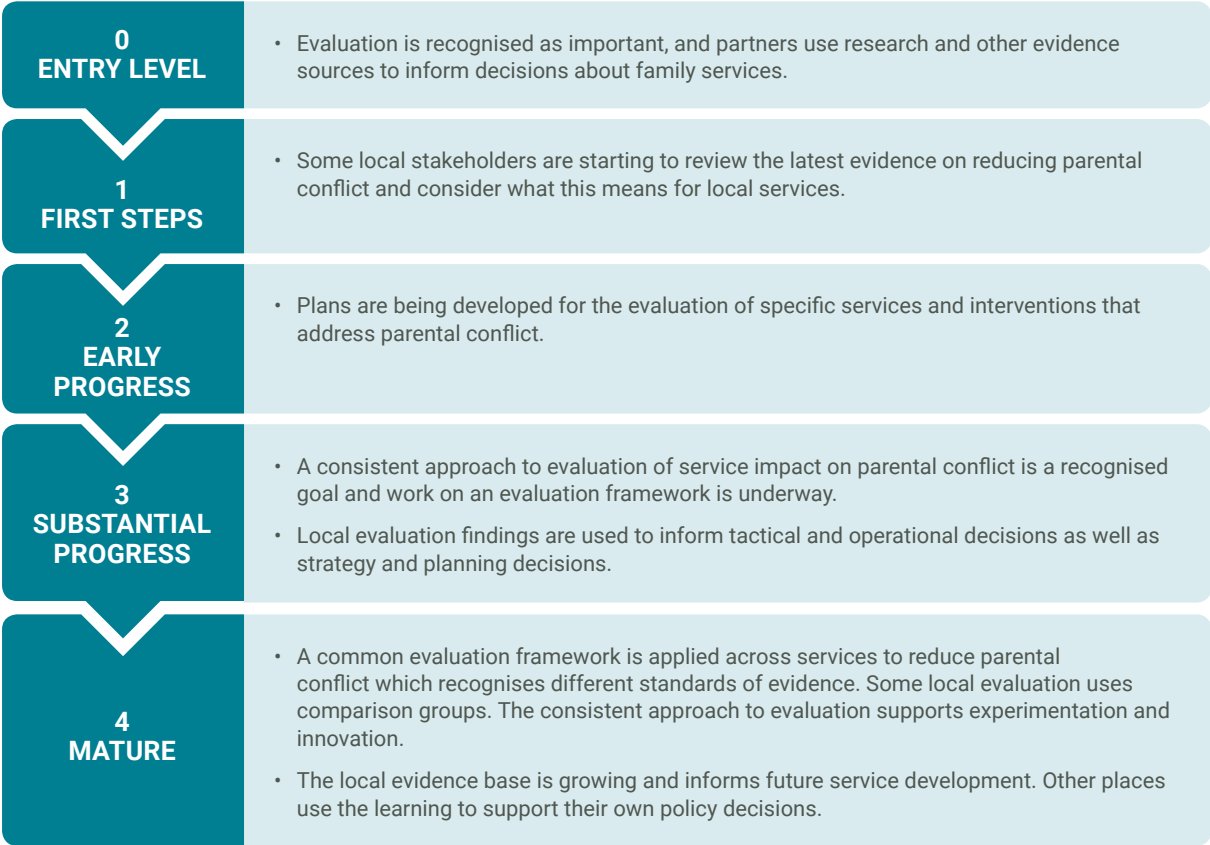 0
ENTRY LEVEL
• Evaluation is recognised as important, and partners use research and other evidence
sources to inform decisions about family services.
1
FIRST STEPS
• Some local stakeholders are starting to review the latest evidence on reducing parental
conflict and consider what this means for local services.
2
EARLY
PROGRESS
• Plans are being developed for the evaluation of specific services and interventions that
address parental conflict.
3
SUBSTANTIAL
PROGRESS
• A consistent approach to evaluation of service impact on parental conflict is a recognised
goal and work on an evaluation framework is underway.
• Local evaluation findings are used to inform tactical and operational decisions as well as
strategy and planning decisions.
4
MATURE
• A common evaluation framework is applied across services to reduce parental
conflict which recognises different standards of evidence. Some local evaluation uses
comparison groups. The consistent approach to evaluation supports experimentation and
innovation.
• The local evidence base is growing and informs future service development. Other places
use the learning to support their own policy decisions.